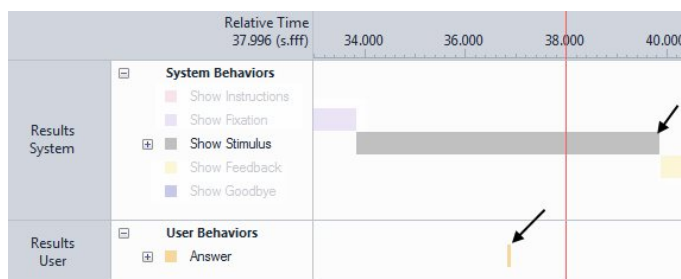 Relative Time
37.996 (s.fff)
34.000 36.000 38.000 40.000
System Behaviors
Show Instructions
Show Fixation
Results System
Show Stimulus
Show Feedback
Show Goodbye
User Behaviors
Results User
Answer